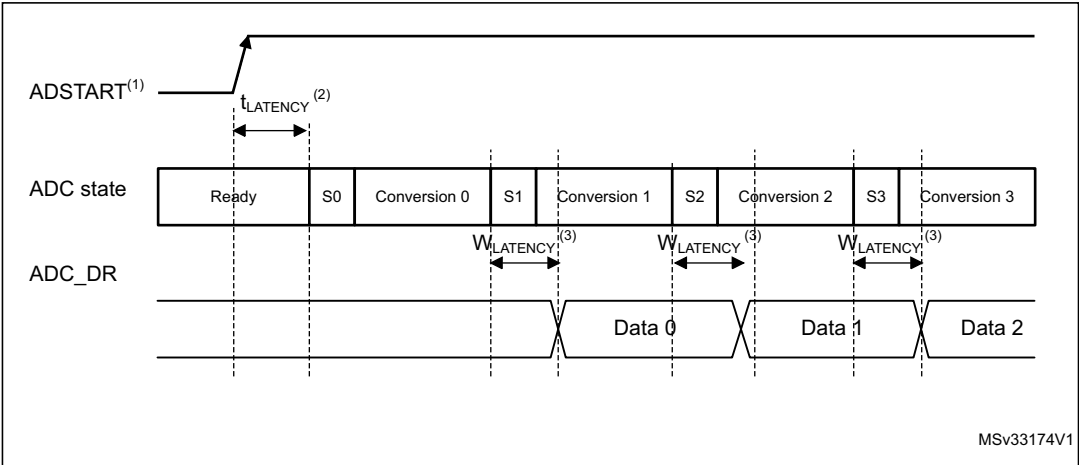 ADSTART(1)
tLATENCY (2)
ADC state
Ready S0 Conversion 0 S1 Conversion 1 S2 Conversion 2 S3 Conversion 3
WLATENCY(3) WLATENCY(3) WLATENCY(3)
ADC_DR
Data 0 Data 1 Data 2
MSv33174V1